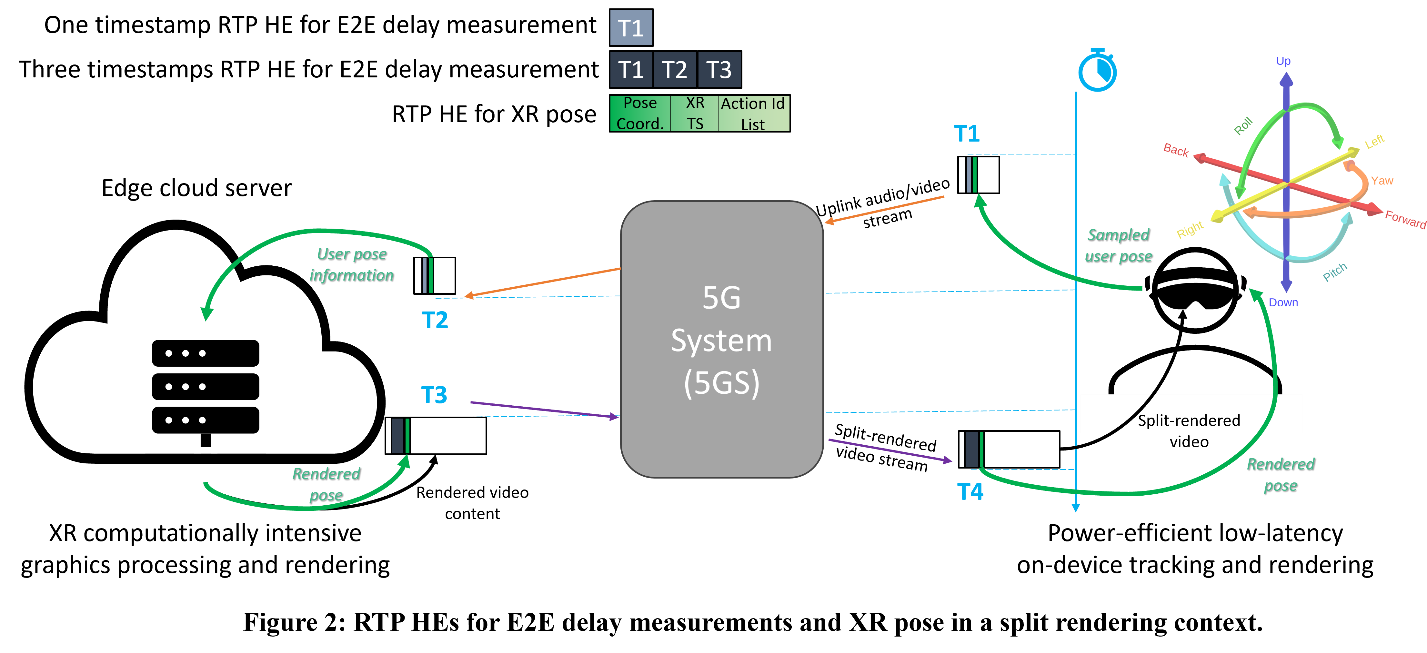 One timestamp RTP HE for E2E delay measurement
T1
Three timestamps RTP HE for E2E delay measurement
T1 T2 T3
RTP HE for XR pose
Pose
Coord.
XR
TS
Action Id
List
Edge cloud server
User pose
information
T2
T3
Rendered
pose
Rendered video
content
XR computationally intensive
graphics processing and rendering
5G
System
(5GS)
Uplink audio/video
stream
T1
Sampled
user pose
Up
Roll
Left
Back
Yaw
Forward
Right
Pitch
Down
Split-rendered
video stream
T4
Split-rendered
video
Rendered
pose
Power-efficient low-latency
on-device tracking and rendering
Figure 2: RTP HEs for E2E delay measurements and XR pose in a split rendering context.